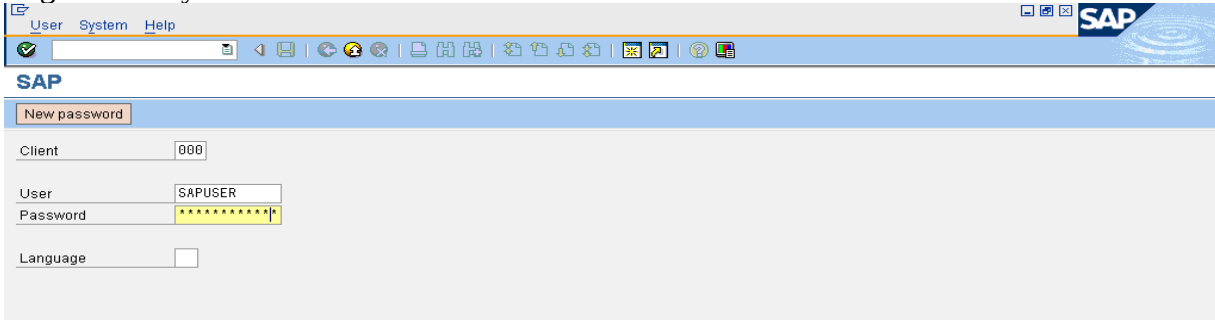 User System Help
SAP
SAP
New password
Client 000
User SAPUSER
Password ************
Language